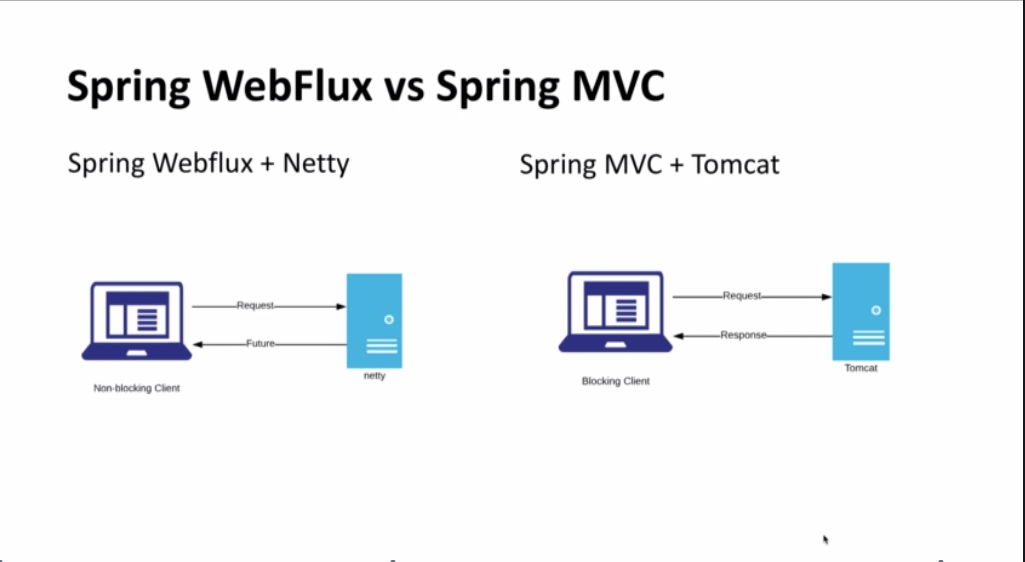 Spring WebFlux vs Spring MVC
Spring Webflux + Netty
Request
Future
Non-blocking Client
netty
Spring MVC + Tomcat
Request
Response
Blocking Client
Tomcat